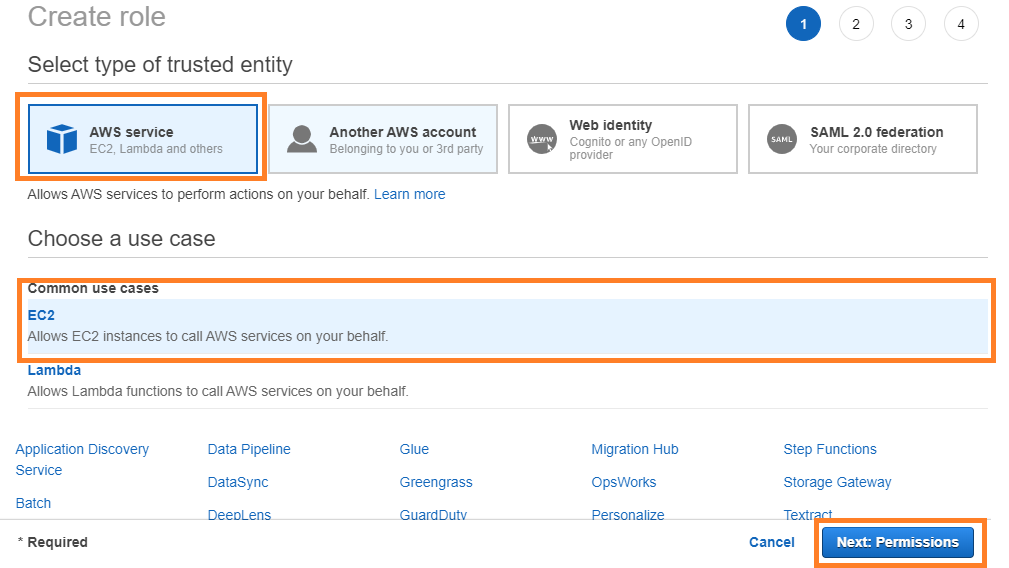 Create role
1 2 3 4
Select type of trusted entity
AWS service
EC2, Lambda and others
Another AWS account
Belonging to you or 3rd party
www
Web identity
Cognito or any OpenID
provider
SAML
SAML 2.0 federation
Your corporate directory
Allows AWS services to perform actions on your behalf. Learn more
Choose a use case
Common use cases
EC2
Allows EC2 instances to call AWS services on your behalf.
Lambda
Allows Lambda functions to call AWS services on your behalf.
Application Discovery
Service
Batch
Data Pipeline
DataSync
DeepLens
Glue
Greengrass
GuardDuty
Migration Hub
OpsWorks
Personalize
Step Functions
Storage Gateway
Textract
* Required
Cancel
Next: Permissions